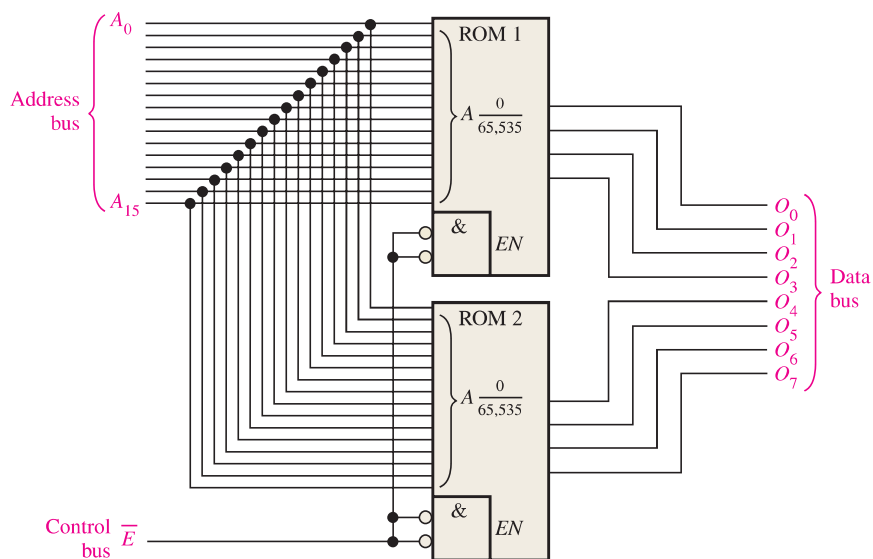 A₀
Address
bus
A₁₅
ROM 1
A 0
65,535
&
EN
ROM 2
A 0
65,535
&
EN
Control
bus
E̅
O₀
O₁
O₂
O₃
O₄
O₅
O₆
O₇
Data
bus